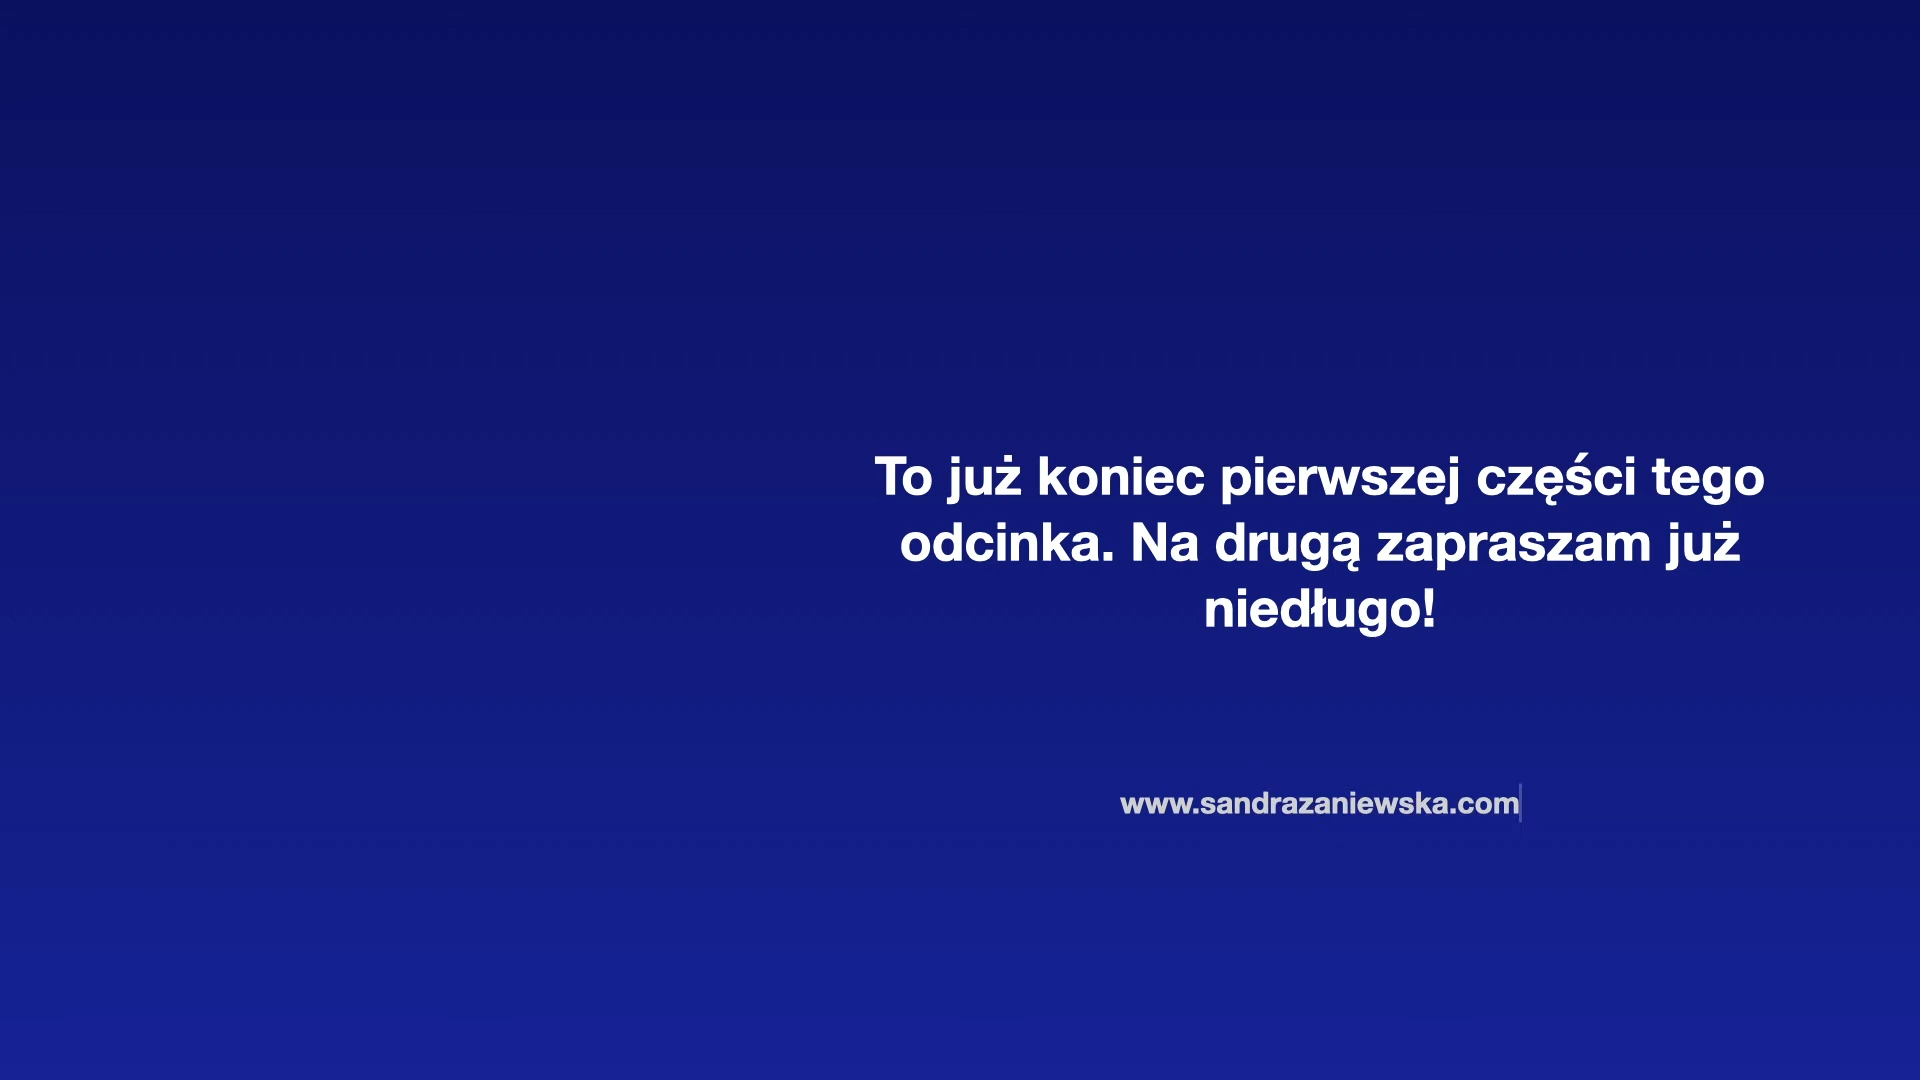 To już koniec pierwszej części tego
odcinka. Na drugą zapraszam już
niedługo!
www.sandrazaniewska.com